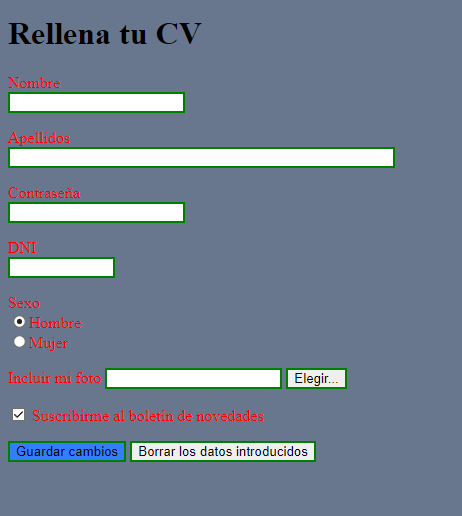 Rellena tu CV
Nombre
Apellidos
Contraseña
DNI
Sexo
Hombre
Mujer
Incluir mi foto Elegir...
Suscribirme al boletín de novedades
Guardar cambios Borrar los datos introducidos